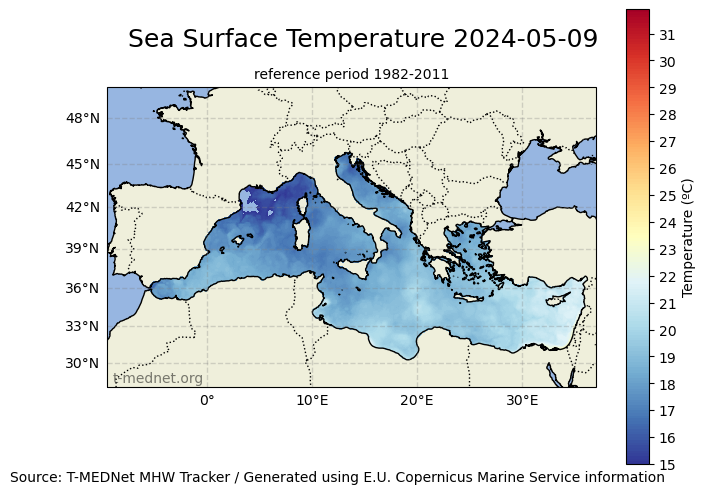 Sea Surface Temperature 2024-05-09
reference period 1982-2011
48°N
45°N
42°N
39°N
36°N
33°N
30°N
t-mednet.org
0°
10°E
20°E
30°E
31
30
29
28
27
26
25
24
23
22
21
20
19
18
17
16
15
Temperature (ºC)
Source: T-MEDNet MHW Tracker / Generated using E.U. Copernicus Marine Service information